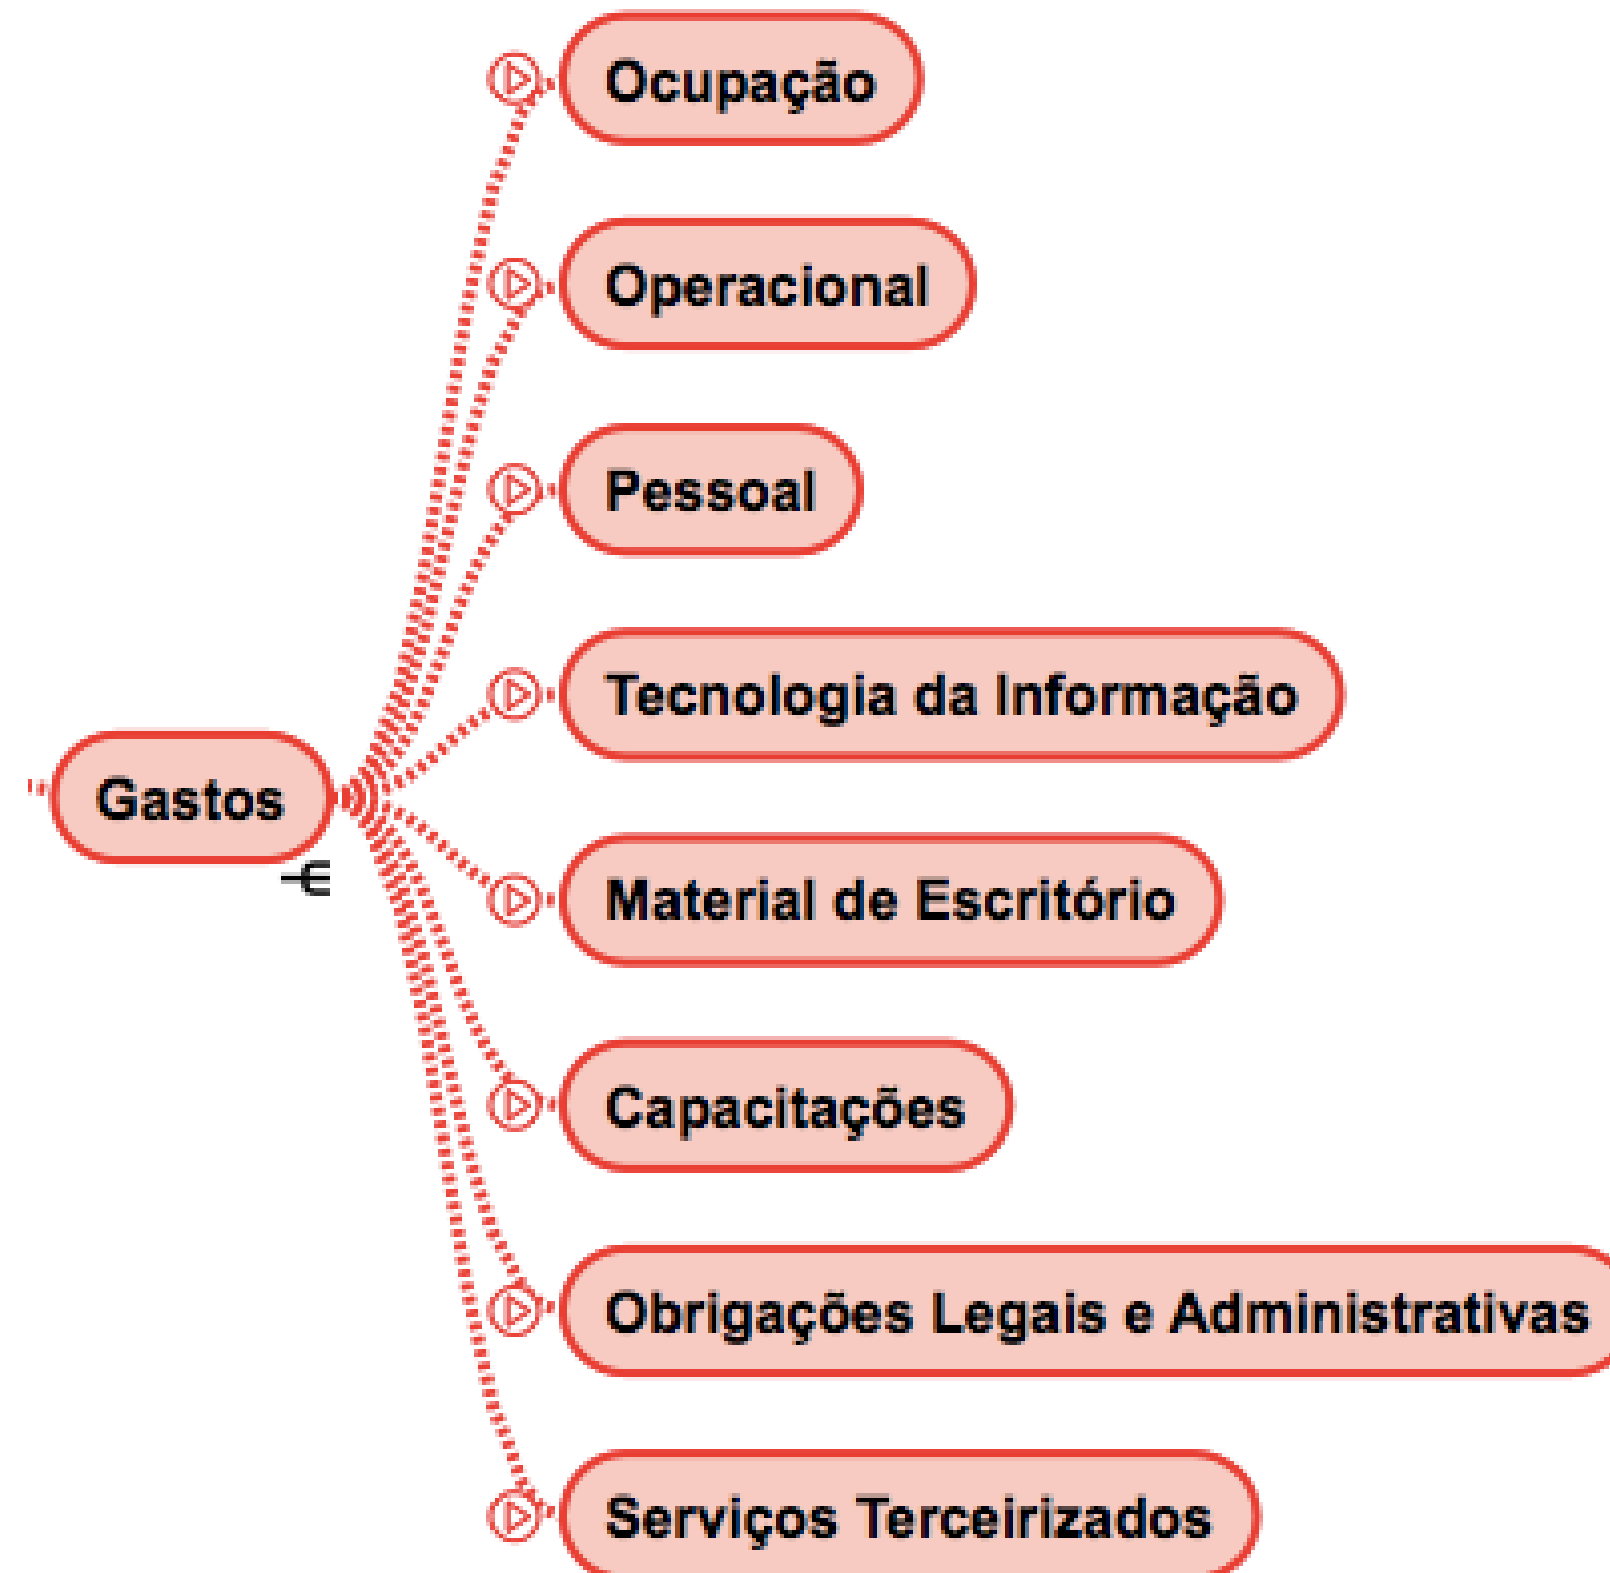 Ocupação
Operacional
Pessoal
Tecnologia da Informação
Gastos
Material de Escritório
Capacitações
Obrigações Legais e Administrativas
Serviços Terceirizados